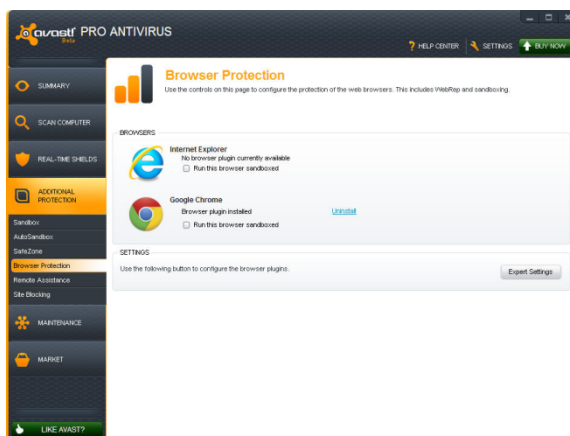 avast! PRO ANTIVIRUS
Beta
HELP CENTER
SETTINGS
BUY NOW
SUMMARY
SCAN COMPUTER
REAL-TIME SHIELDS
ADDITIONAL
PROTECTION
Sandbox
AutoSandbox
SafeZone
Browser Protection
Remote Assistance
Site Blocking
MAINTENANCE
MARKET
LIKE AVAST?
Browser Protection
Use the controls on this page to configure the protection of the web browsers. This includes WebRep and sandboxing.
BROWSERS
Internet Explorer
No browser plugin currently available
Run this browser sandboxed
Google Chrome
Browser plugin installed Uninstall
Run this browser sandboxed
SETTINGS
Use the following button to configure the browser plugins.
Expert Settings